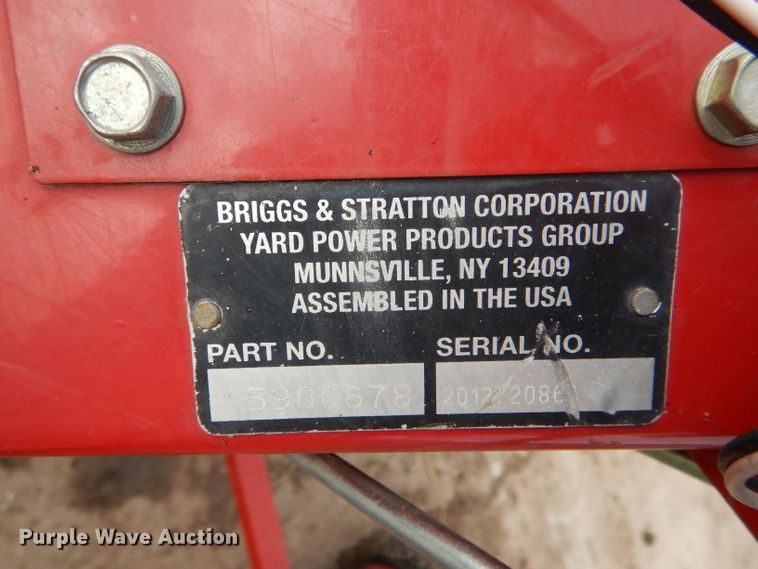 BRIGGS & STRATTON CORPORATION
YARD POWER PRODUCTS GROUP
MUNNSVILLE, NY 13409
ASSEMBLED IN THE USA
PART NO. SERIAL NO.
5900678
Purple Wave Auction